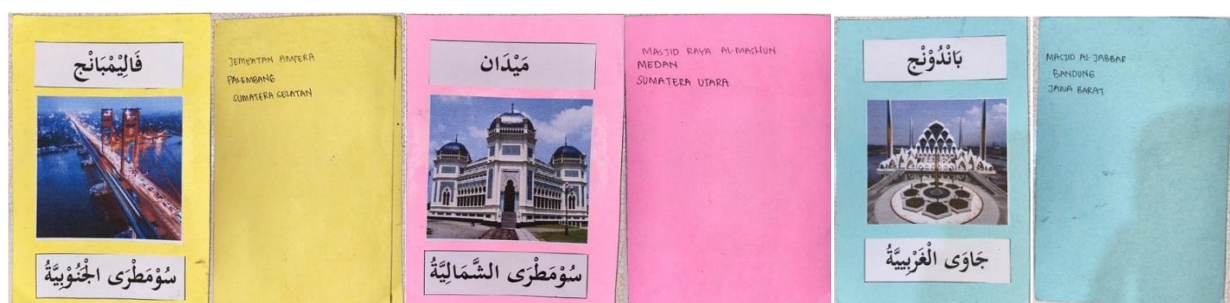 فَالِيْمْبَانْج
سُوْمَطْرَى الْجَنُوْبِيَّةُ
JEMBATAN AMPERA
PALEMBANG
SUMATERA SELATAN
مَيْدَان
سُوْمَطْرَى الشَّمَالِيَّةُ
MASJID RAYA AL-MASHUN
MEDAN
SUMATERA UTARA
بَانْدُوْنْج
جَاوَى الْغَرْبِيَّةُ
MASJID AL JABBAR
BANDUNG
JAWA BARAT